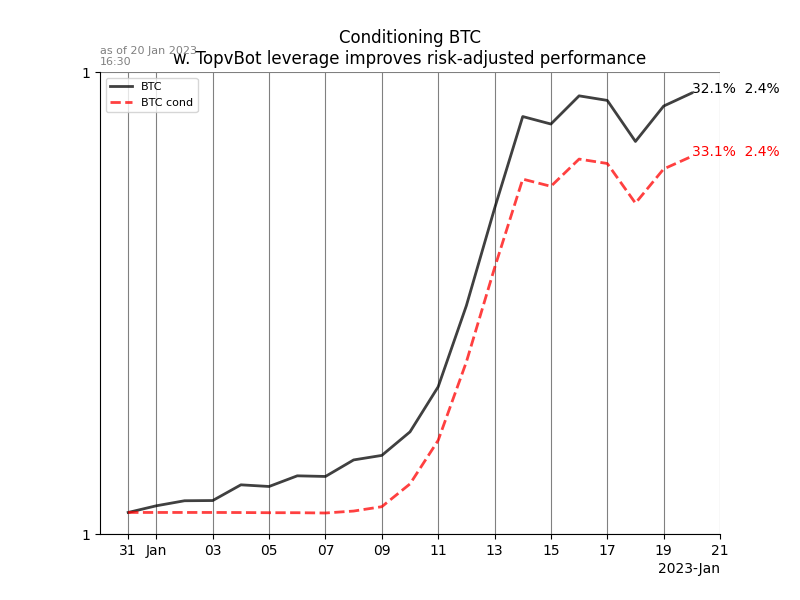 Conditioning BTC
w. TopvBot leverage improves risk-adjusted performance
as of 20 Jan 2023
16:30
1
BTC
BTC cond
32.1% 2.4%
33.1% 2.4%
1
31 Jan 03 05 07 09 11 13 15 17 19 21
2023-Jan